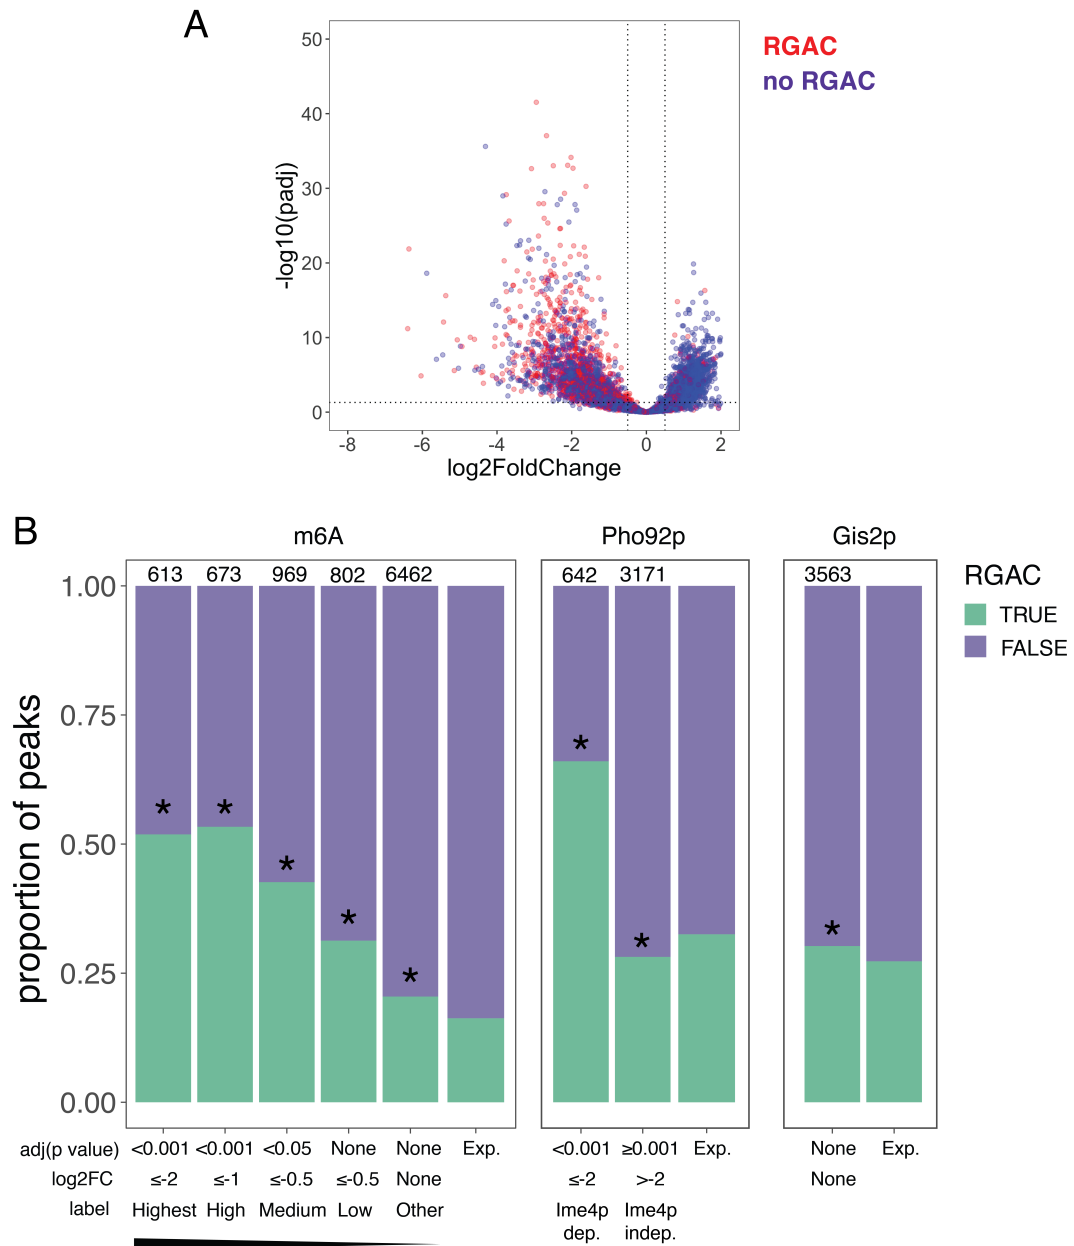 A
RGAC
no RGAC
-log10(padj)
50
40
30
20
10
0
-8 -6 -4 -2 0 2
log2FoldChange
B
m6A Pho92p Gis2p
613 673 969 802 6462 642 3171 3563
RGAC
TRUE
FALSE
proportion of peaks
1.00
0.75
0.50
0.25
0.00
* * * * * * * *
adj(p value) <0.001 <0.001 <0.05 None None Exp. <0.001 ≥0.001 Exp. None Exp.
log2FC ≤-2 ≤-1 ≤-0.5 ≤-0.5 None ≤-2 >-2 None
label Highest High Medium Low Other Ime4p Ime4p
dep. indep.